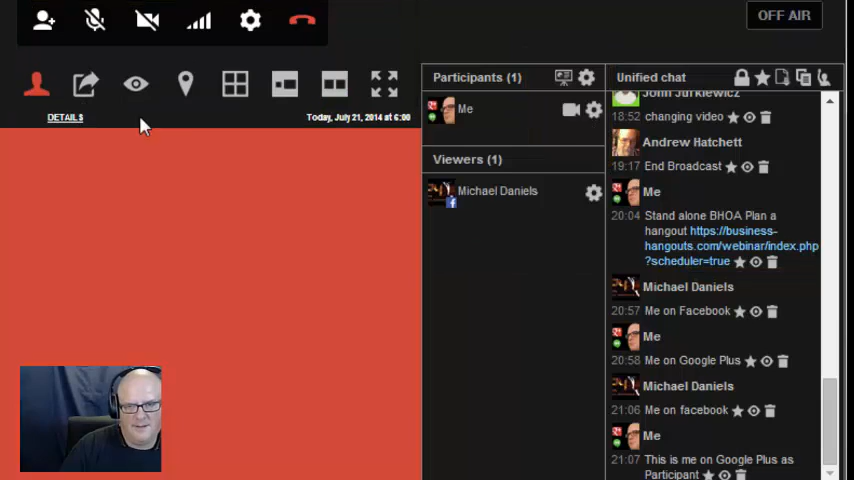 OFF AIR
DETAILS
Today, July 21, 2014 at 6:00
Participants (1)
Me
Viewers (1)
Michael Daniels
Unified chat
John Jurkiewicz
18:52 changing video
Andrew Hatchett
19:17 End Broadcast
Me
20:04 Stand alone BHOA Plan a
hangout https://business-
hangouts.com/webinar/index.php
?scheduler=true
Michael Daniels
20:57 Me on Facebook
Me
20:58 Me on Google Plus
Michael Daniels
21:06 Me on facebook
Me
21:07 This is me on Google Plus as
Participant